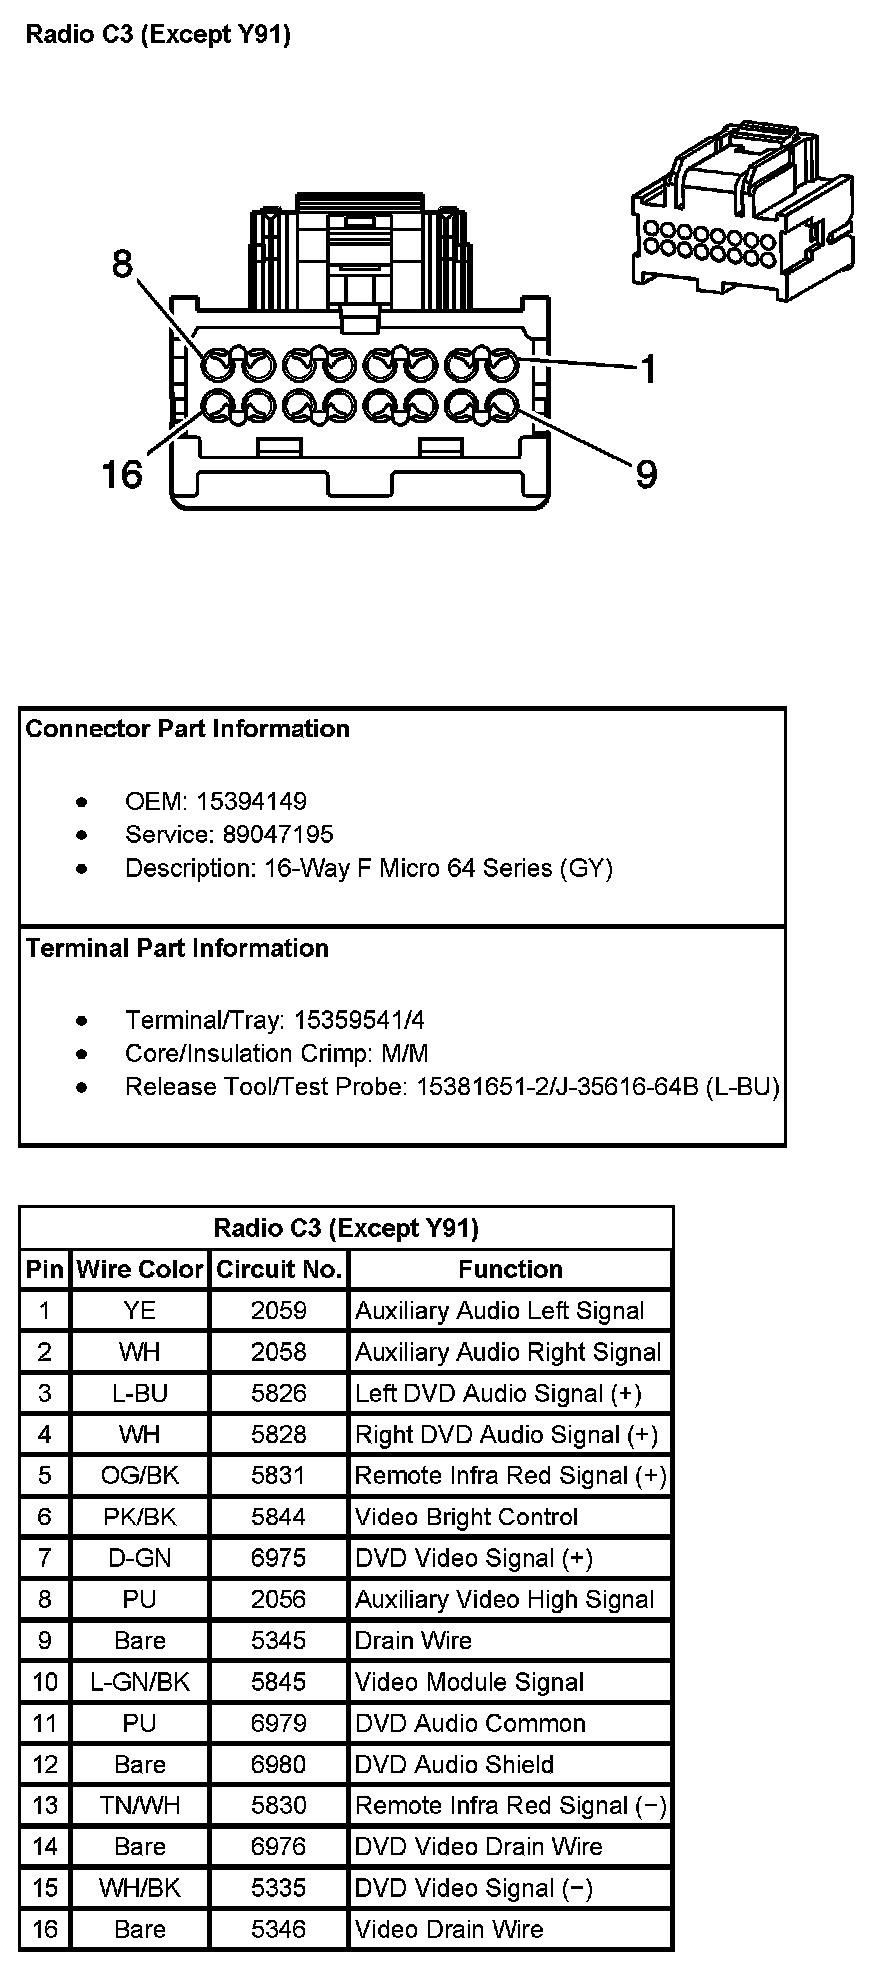 Radio C3 (Except Y91)
8
1
16
9
Connector Part Information
• OEM: 15394149
• Service: 89047195
• Description: 16-Way F Micro 64 Series (GY)
Terminal Part Information
• Terminal/Tray: 15359541/4
• Core/Insulation Crimp: M/M
• Release Tool/Test Probe: 15381651-2/J-35616-64B (L-BU)
Radio C3 (Except Y91)
Pin Wire Color Circuit No. Function
1 YE 2059 Auxiliary Audio Left Signal
2 WH 2058 Auxiliary Audio Right Signal
3 L-BU 5826 Left DVD Audio Signal (+)
4 WH 5828 Right DVD Audio Signal (+)
5 OG/BK 5831 Remote Infra Red Signal (+)
6 PK/BK 5844 Video Bright Control
7 D-GN 6975 DVD Video Signal (+)
8 PU 2056 Auxiliary Video High Signal
9 Bare 5345 Drain Wire
10 L-GN/BK 5845 Video Module Signal
11 PU 6979 DVD Audio Common
12 Bare 6980 DVD Audio Shield
13 TN/WH 5830 Remote Infra Red Signal (−)
14 Bare 6976 DVD Video Drain Wire
15 WH/BK 5335 DVD Video Signal (−)
16 Bare 5346 Video Drain Wire